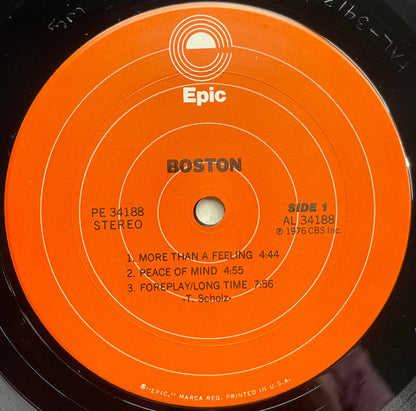 Epic
BOSTON
PE 34188
STEREO
SIDE 1
AL 34188
℗ 1976 CBS Inc.
1. MORE THAN A FEELING 4:44
2. PEACE OF MIND 4:55
3. FOREPLAY/LONG TIME 7:56
-T. Scholz-
®"EPIC," MARCA REG. PRINTED IN U.S.A.